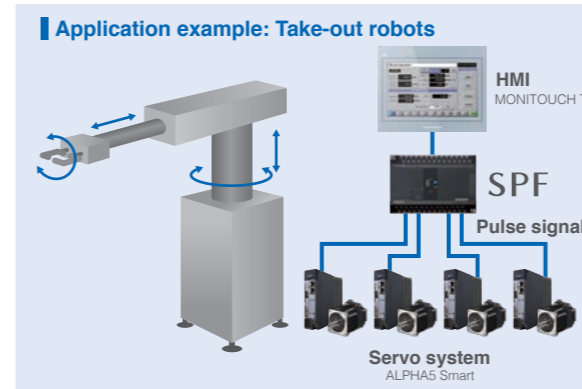 Application example: Take-out robots
HMI
MONITOUCH T
SPF
Pulse signal
Servo system
ALPHA5 Smart